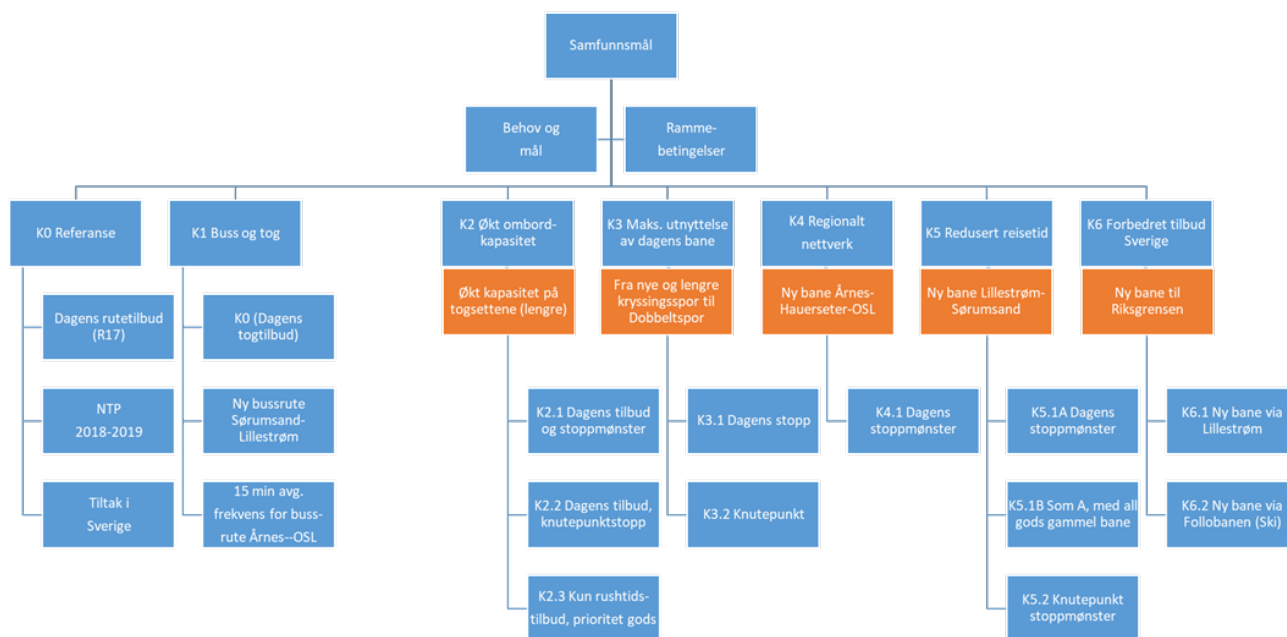 Samfunnsmål
Behov og
mål
Ramme-
betingelser
K0 Referanse
K1 Buss og tog
K2 Økt ombord-
kapasitet
K3 Maks. utnyttelse
av dagens bane
K4 Regionalt
nettverk
K5 Redusert reisetid
K6 Forbedret tilbud
Sverige
Økt kapasitet på
togsettene (lengre)
Fra nye og lengre
kryssingsspor til
Dobbeltspor
Ny bane Årnes-
Hauerseter-OSL
Ny bane Lillestrøm-
Sørumsand
Ny bane til
Riksgrensen
Dagens rutetilbud
(R17)
NTP
2018-2019
Tiltak i
Sverige
K0 (Dagens
togtilbud)
Ny bussrute
Sørumsand-
Lillestrøm
15 min avg.
frekvens for buss-
rute Årnes--OSL
K2.1 Dagens tilbud
og stoppmønster
K2.2 Dagens tilbud,
knutepunktstopp
K2.3 Kun rushtids-
tilbud, prioritet gods
K3.1 Dagens stopp
K3.2 Knutepunkt
K4.1 Dagens
stoppmønster
K5.1A Dagens
stoppmønster
K5.1B Som A, med all
gods gammel bane
K5.2 Knutepunkt
stoppmønster
K6.1 Ny bane via
Lillestrøm
K6.2 Ny bane via
Follobanen (Ski)